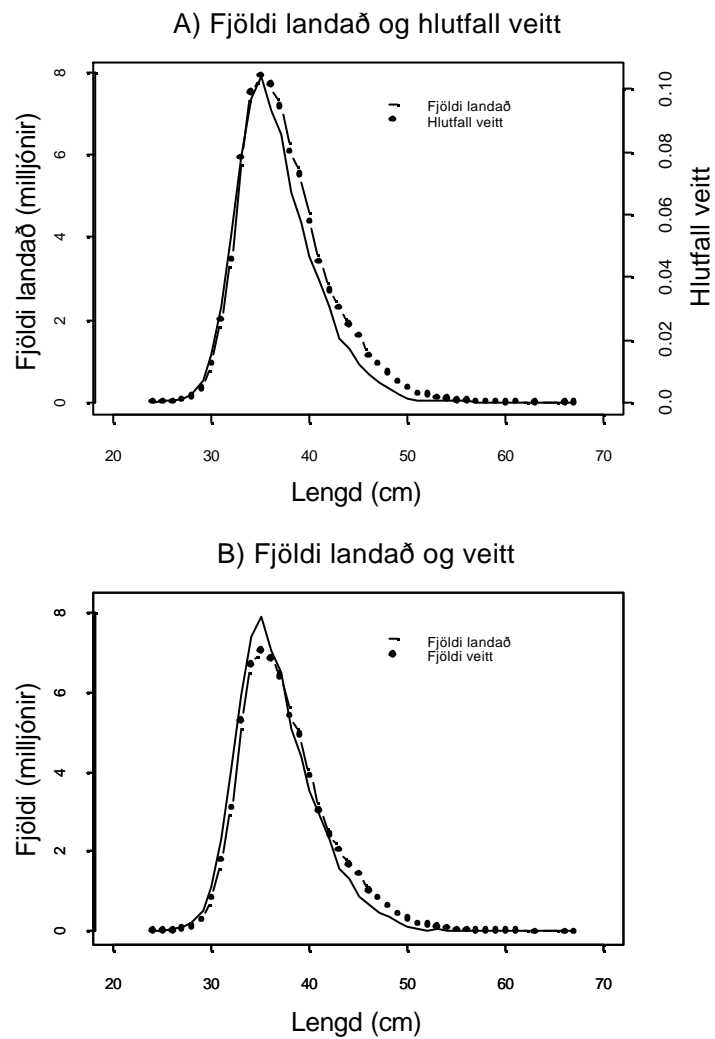 A) Fjöldi landað og hlutfall veitt
Fjöldi landað (milljónir)
8
6
4
2
0
Fjöldi landað
Hlutfall veitt
0.10
0.08
0.06
0.04
0.02
0.0
Hlutfall veitt
20 30 40 50 60 70
Lengd (cm)
B) Fjöldi landað og veitt
Fjöldi (milljónir)
8
6
4
2
0
Fjöldi landað
Fjöldi veitt
20 30 40 50 60 70
Lengd (cm)